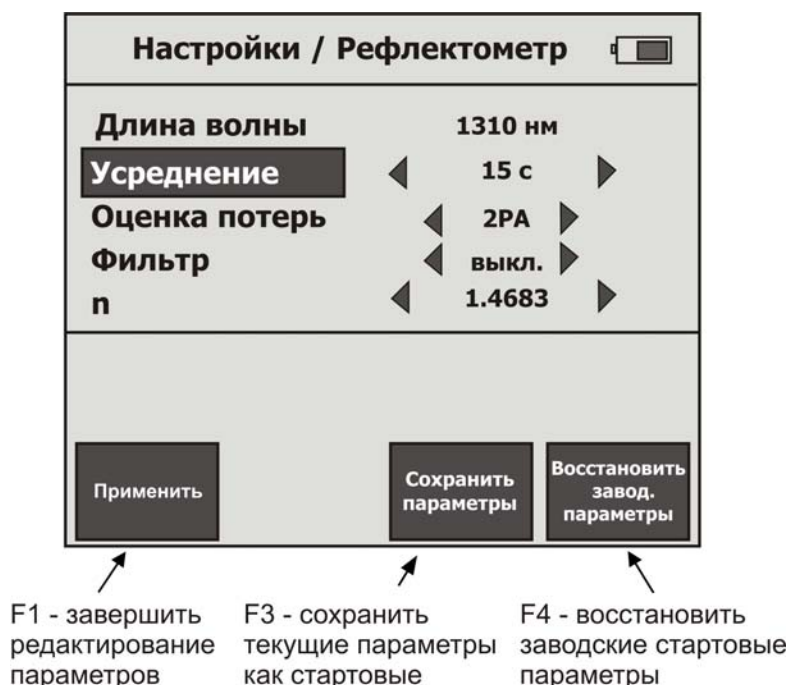 Настройки / Рефлектометр
Длина волны 1310 нм
Усреднение 15 с
Оценка потерь 2PA
Фильтр выкл.
n 1.4683
Применить
Сохранить
параметры
Восстановить
завод.
параметры
F1 - завершить
редактирование
параметров
F3 - сохранить
текущие параметры
как стартовые
F4 - восстановить
заводские стартовые
параметры